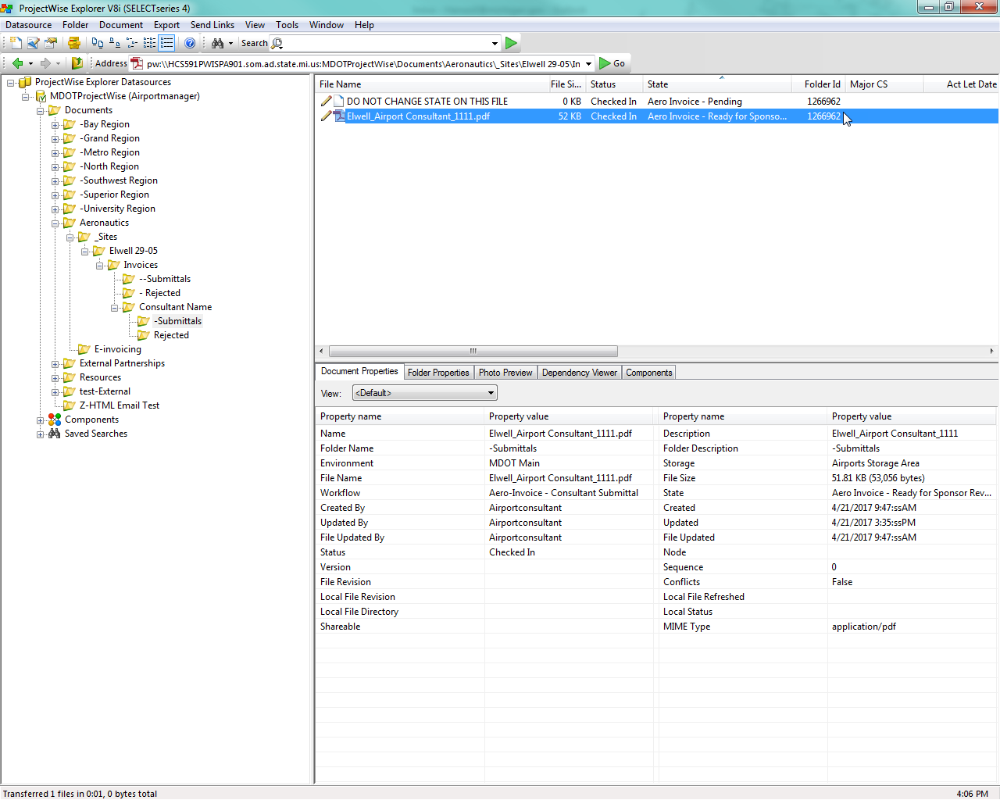 ProjectWise Explorer V8i (SELECTseries 4)
Datasource Folder Document Export Send Links View Tools Window Help
Search
Address pw:\\HCS591PWISPA901.som.ad.state.mi.us:MDOTProjectWise\Documents\Aeronautics\_Sites\Elwell 29-05\In Go
ProjectWise Explorer Datasources
MDOTProjectWise (Airportmanager)
Documents
-Bay Region
-Grand Region
-Metro Region
-North Region
-Southwest Region
-Superior Region
-University Region
Aeronautics
_Sites
Elwell 29-05
Invoices
--Submittals
- Rejected
Consultant Name
-Submittals
Rejected
E-invoicing
External Partnerships
Resources
test-External
Z-HTML Email Test
Components
Saved Searches
File Name File Si... Status State Folder Id Major CS Act Let Date
DO NOT CHANGE STATE ON THIS FILE 0 KB Checked In Aero Invoice - Pending 1266962
Elwell_Airport Consultant_1111.pdf 52 KB Checked In Aero Invoice - Ready for Sponso... 1266962
Document Properties Folder Properties Photo Preview Dependency Viewer Components
View: <Default>
Property name Property value Property name Property value
Name Elwell_Airport Consultant_1111.pdf Description Elwell_Airport Consultant_1111
Folder Name -Submittals Folder Description -Submittals
Environment MDOT Main Storage Airports Storage Area
File Name Elwell_Airport Consultant_1111.pdf File Size 51.81 KB (53,056 bytes)
Workflow Aero-Invoice - Consultant Submittal State Aero Invoice - Ready for Sponsor Rev...
Created By Airportconsultant Created 4/21/2017 9:47:ssAM
Updated By Airportconsultant Updated 4/21/2017 3:35:ssPM
File Updated By Airportconsultant File Updated 4/21/2017 9:47:ssAM
Status Checked In Node
Version Sequence 0
File Revision Conflicts False
Local File Revision Local File Refreshed
Local File Directory Local Status
Shareable MIME Type application/pdf
Transferred 1 files in 0:01, 0 bytes total 4:06 PM